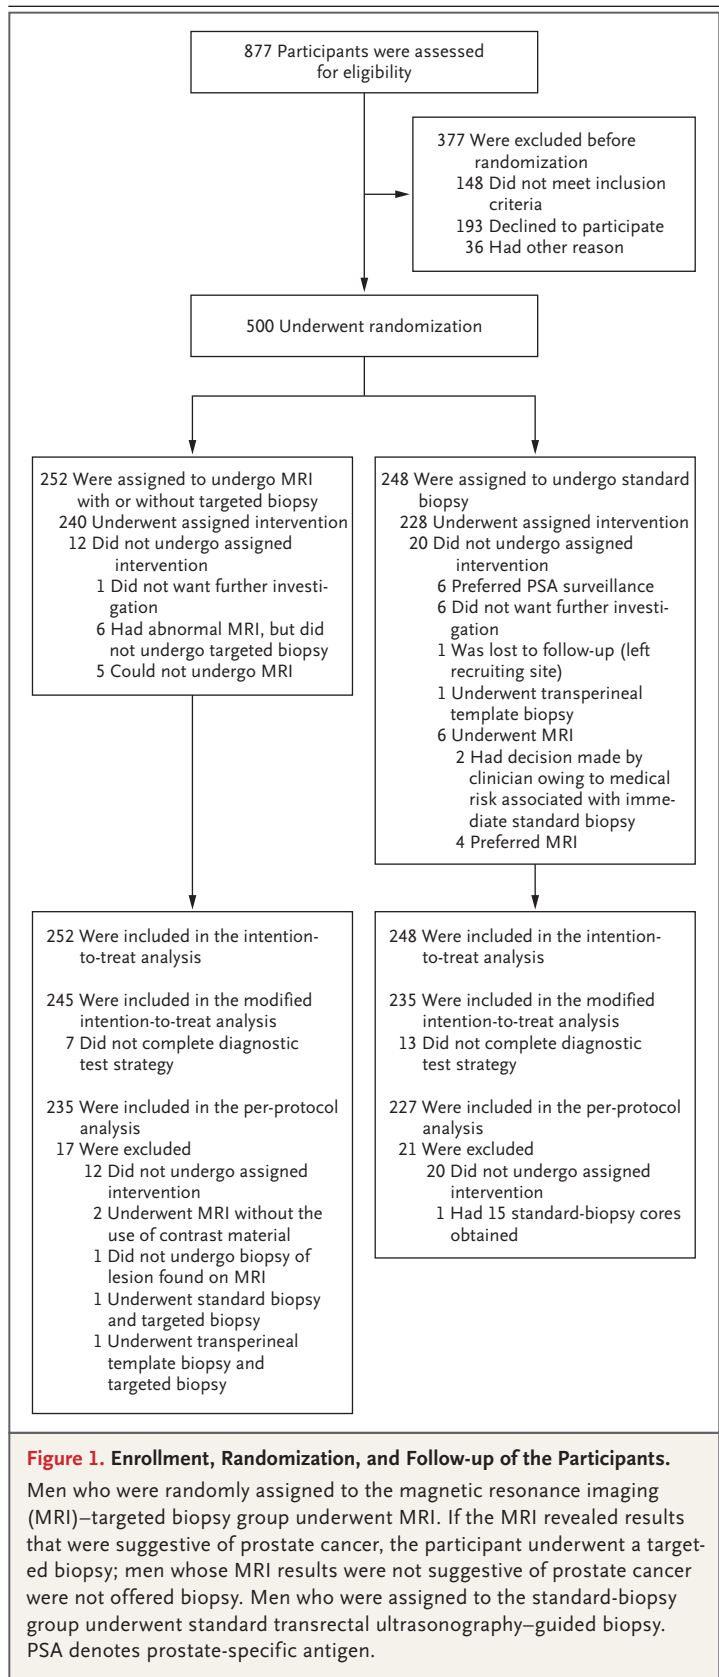 877 Participants were assessed
for eligibility
377 Were excluded before
randomization
148 Did not meet inclusion
criteria
193 Declined to participate
36 Had other reason
500 Underwent randomization
252 Were assigned to undergo MRI
with or without targeted biopsy
240 Underwent assigned intervention
12 Did not undergo assigned
intervention
1 Did not want further investi-
gation
6 Had abnormal MRI, but did
not undergo targeted biopsy
5 Could not undergo MRI
248 Were assigned to undergo standard
biopsy
228 Underwent assigned intervention
20 Did not undergo assigned
intervention
6 Preferred PSA surveillance
6 Did not want further investi-
gation
1 Was lost to follow-up (left
recruiting site)
1 Underwent transperineal
template biopsy
6 Underwent MRI
2 Had decision made by
clinician owing to medical
risk associated with imme-
diate standard biopsy
4 Preferred MRI
252 Were included in the intention-
to-treat analysis
245 Were included in the modified
intention-to-treat analysis
7 Did not complete diagnostic
test strategy
235 Were included in the per-protocol
analysis
17 Were excluded
12 Did not undergo assigned
intervention
2 Underwent MRI without the
use of contrast material
1 Did not undergo biopsy of
lesion found on MRI
1 Underwent standard biopsy
and targeted biopsy
1 Underwent transperineal
template biopsy and
targeted biopsy
248 Were included in the intention-
to-treat analysis
235 Were included in the modified
intention-to-treat analysis
13 Did not complete diagnostic
test strategy
227 Were included in the per-protocol
analysis
21 Were excluded
20 Did not undergo assigned
intervention
1 Had 15 standard-biopsy cores
obtained
Figure 1. Enrollment, Randomization, and Follow-up of the Participants.
Men who were randomly assigned to the magnetic resonance imaging
(MRI)–targeted biopsy group underwent MRI. If the MRI revealed results
that were suggestive of prostate cancer, the participant underwent a target-
ed biopsy; men whose MRI results were not suggestive of prostate cancer
were not offered biopsy. Men who were assigned to the standard-biopsy
group underwent standard transrectal ultrasonography–guided biopsy.
PSA denotes prostate-specific antigen.